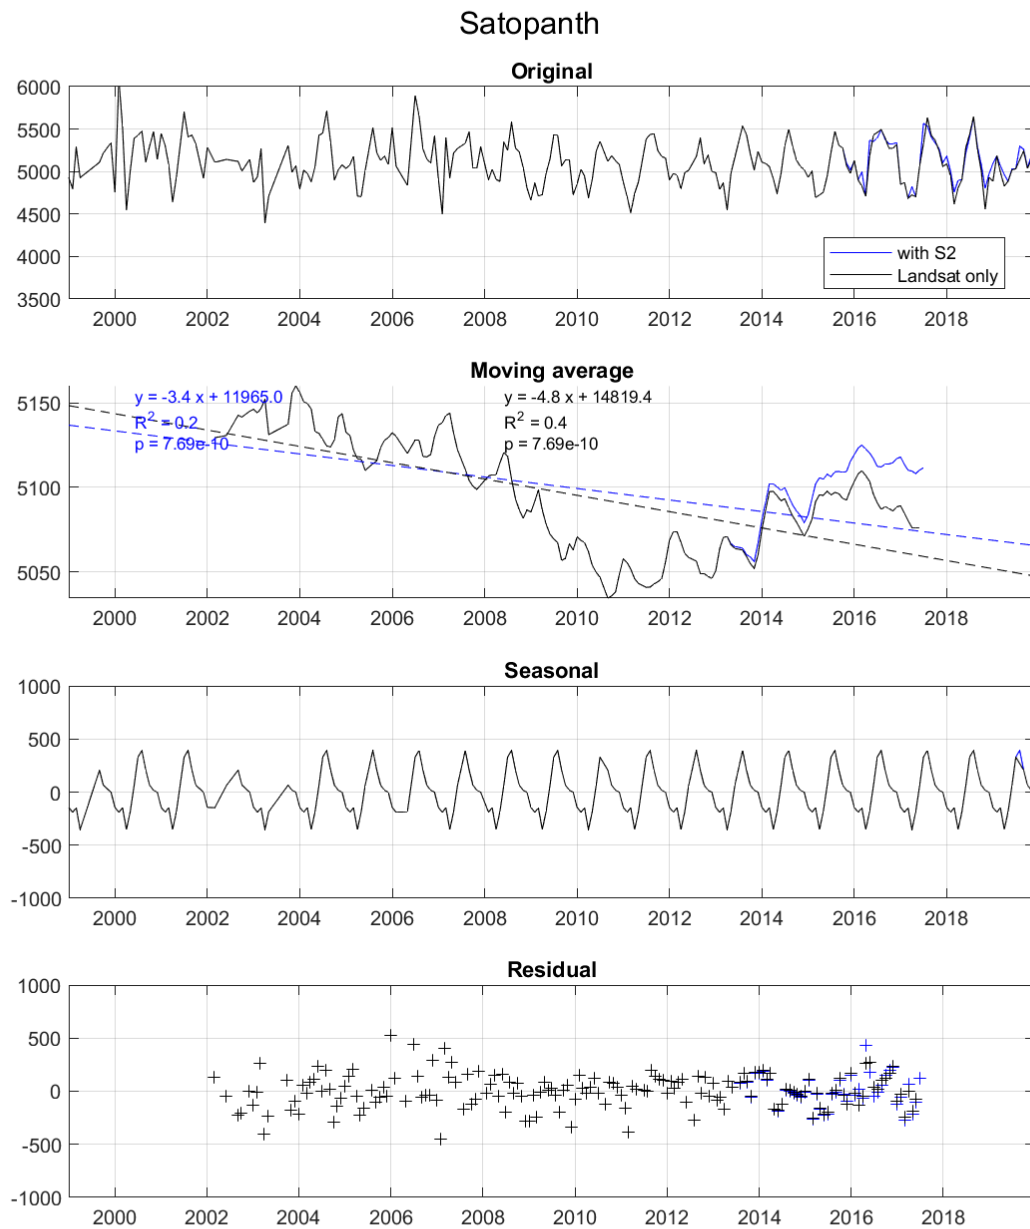 Satopanth
Original
6000
5500
5000
4500
4000
3500
with S2
Landsat only
2000 2002 2004 2006 2008 2010 2012 2014 2016 2018
Moving average
y = -3.4 x + 11965.0
R² = 0.2
p = 7.69e-10
y = -4.8 x + 14819.4
R² = 0.4
p = 7.69e-10
5150
5100
5050
2000 2002 2004 2006 2008 2010 2012 2014 2016 2018
Seasonal
1000
500
0
-500
-1000
2000 2002 2004 2006 2008 2010 2012 2014 2016 2018
Residual
1000
500
0
-500
-1000
2000 2002 2004 2006 2008 2010 2012 2014 2016 2018